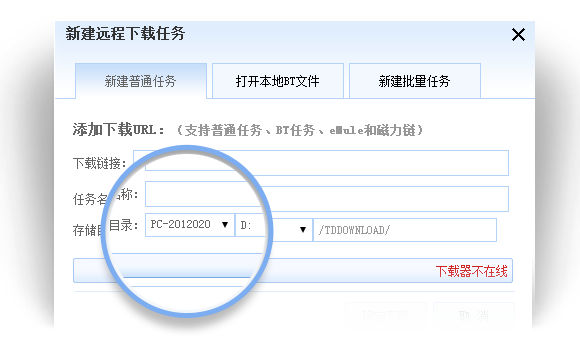 新建远程下载任务
新建普通任务 打开本地BT文件 新建批量任务
添加下载URL：（支持普通任务、BT任务、eMule和磁力链）
下载链接：
任务名称：
存储目录： PC-2012020 D: /TDDOWNLOAD/
下载器不在线
取 消